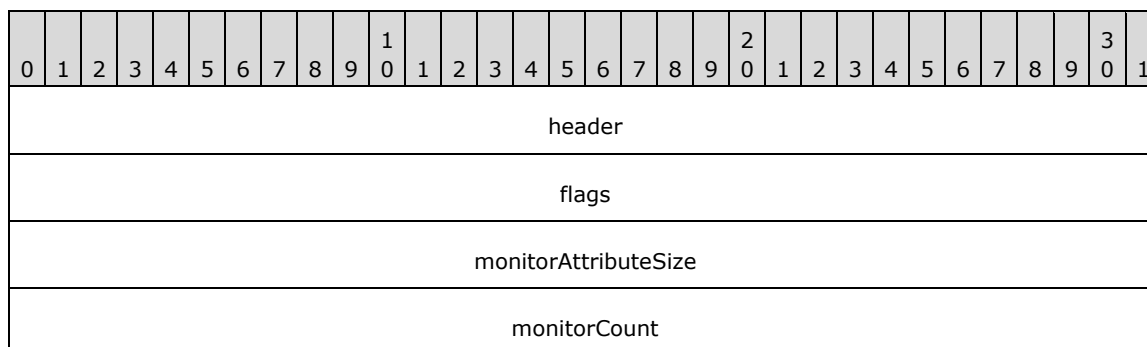 1 2 3
0 1 2 3 4 5 6 7 8 9 0 1 2 3 4 5 6 7 8 9 0 1 2 3 4 5 6 7 8 9 0 1
header
flags
monitorAttributeSize
monitorCount